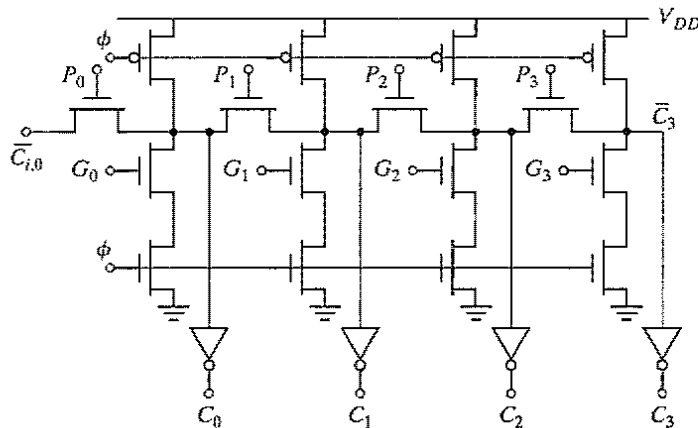 V_DD
ϕ
P_0 P_1 P_2 P_3
C̅_i,0 C̅_3
G_0 G_1 G_2 G_3
ϕ
C_0 C_1 C_2 C_3